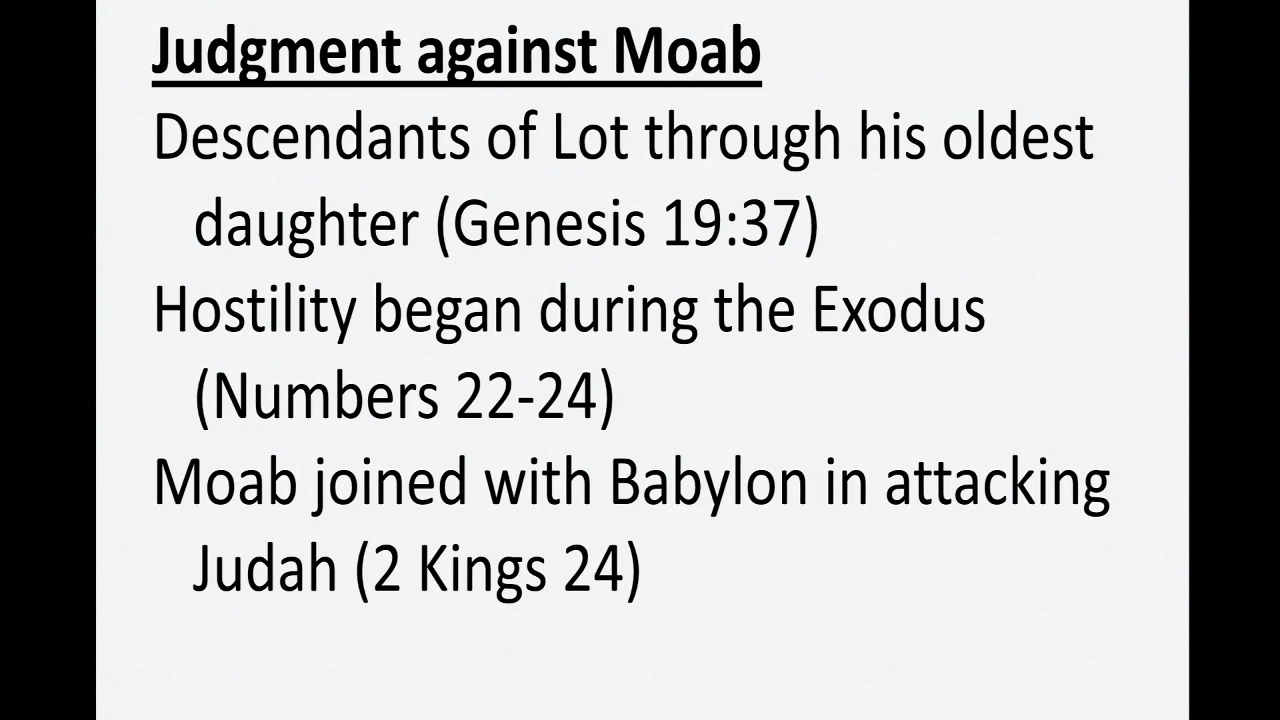 Judgment against Moab
Descendants of Lot through his oldest
daughter (Genesis 19:37)
Hostility began during the Exodus
(Numbers 22-24)
Moab joined with Babylon in attacking
Judah (2 Kings 24)